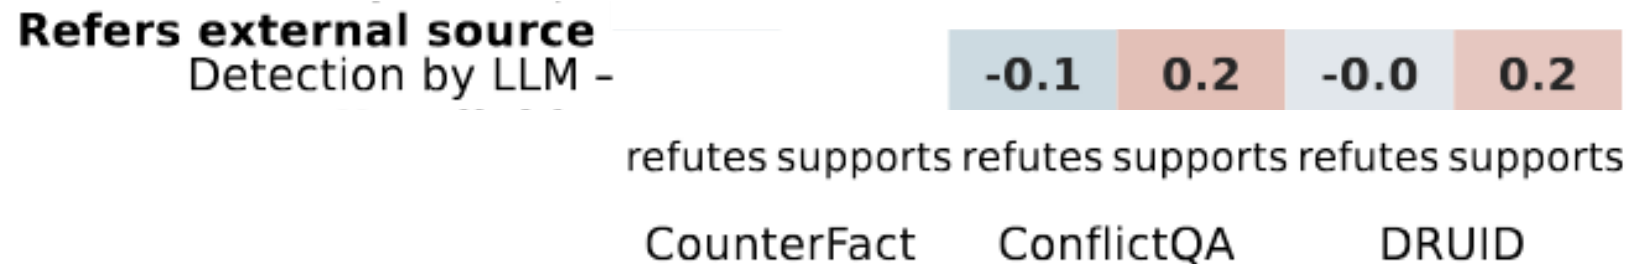 Refers external source
Detection by LLM – -0.1 0.2 -0.0 0.2
refutes supports refutes supports refutes supports
CounterFact ConflictQA DRUID